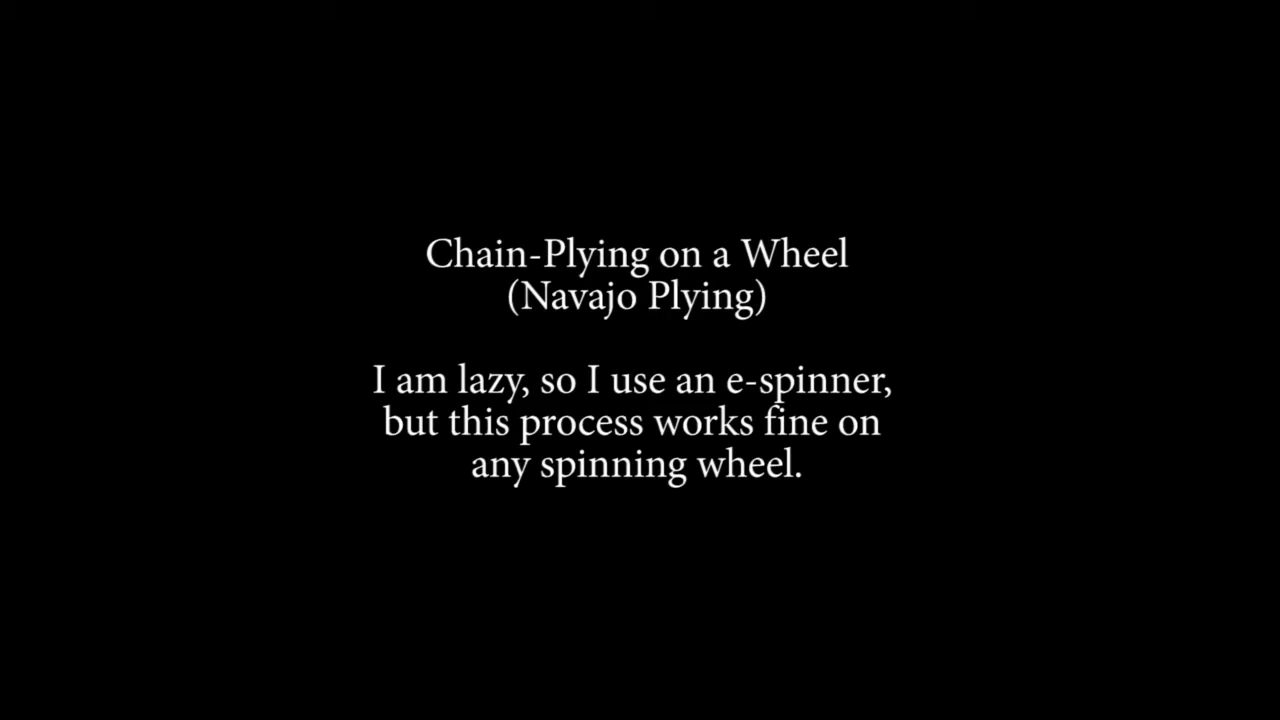 Chain-Plying on a Wheel
(Navajo Plying)
I am lazy, so I use an e-spinner,
but this process works fine on
any spinning wheel.